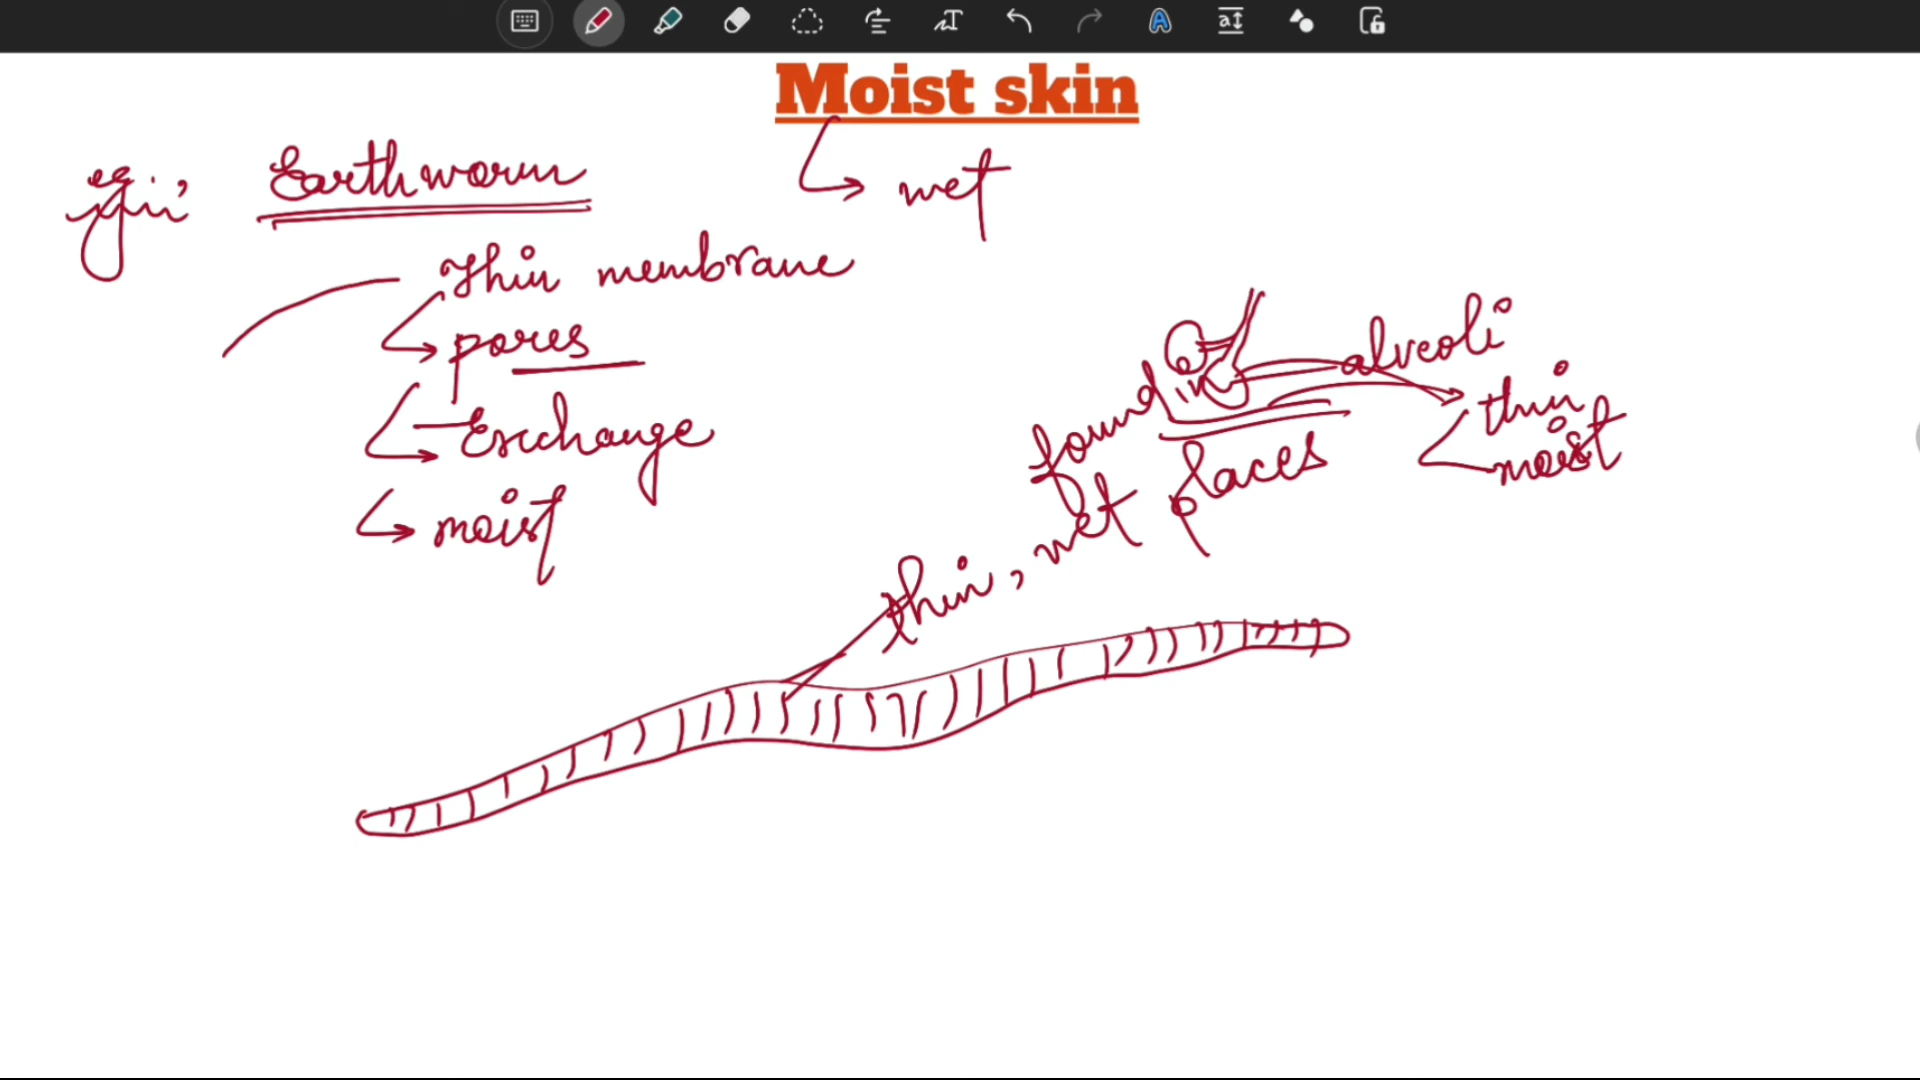 Moist skin
eg:,
Earthworm
wet
Thin membrane
pores
Exchange
moist
alveoli
thin
moist
found in
wet places
thin,